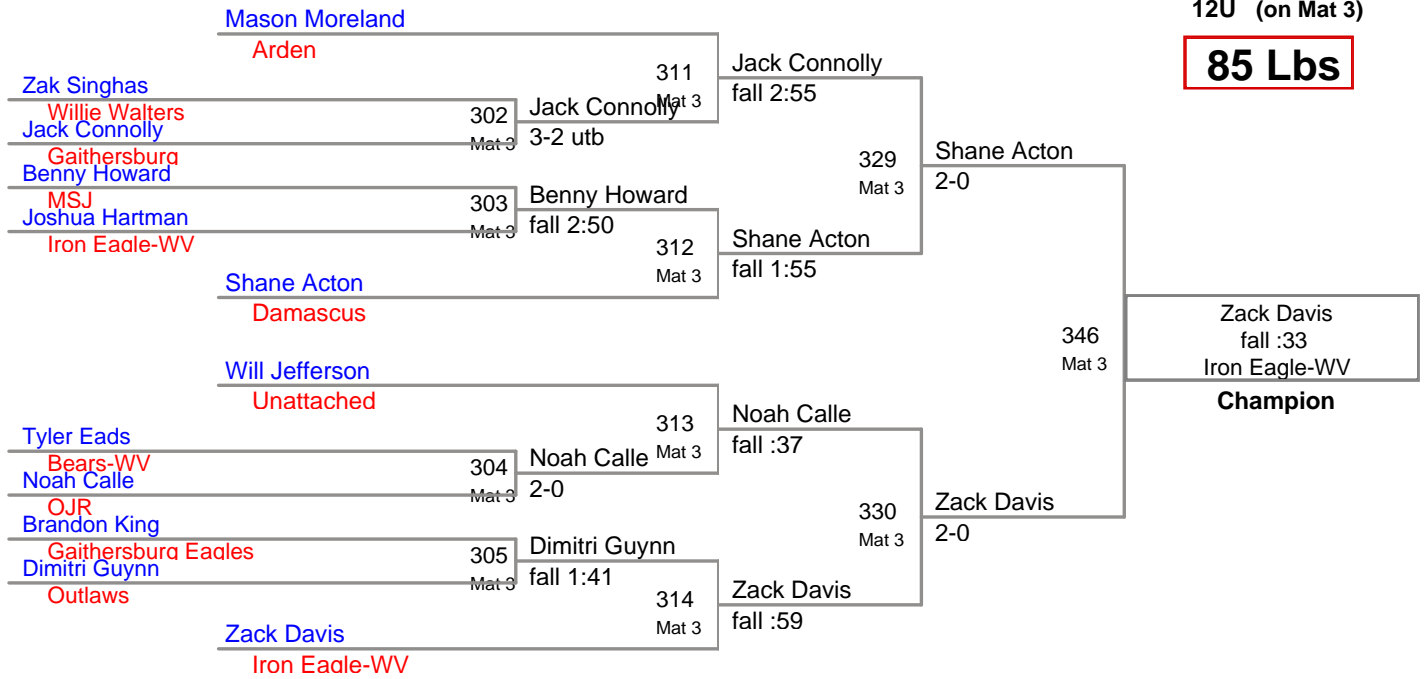 12U (on Mat 3)
85 Lbs
Mason Moreland
Arden
311
Mat 3
Jack Connolly
fall 2:55
Zak Singhas
Willie Walters
302
Mat 3
Jack Connolly
3-2 utb
Jack Connolly
Gaithersburg
329
Mat 3
Shane Acton
2-0
Benny Howard
MSJ
303
Mat 3
Benny Howard
fall 2:50
Joshua Hartman
Iron Eagle-WV
312
Mat 3
Shane Acton
fall 1:55
Shane Acton
Damascus
346
Mat 3
Zack Davis
fall :33
Iron Eagle-WV
Champion
Will Jefferson
Unattached
313
Mat 3
Noah Calle
fall :37
Tyler Eads
Bears-WV
304
Mat 3
Noah Calle
2-0
Noah Calle
OJR
330
Mat 3
Zack Davis
2-0
Brandon King
Gaithersburg Eagles
305
Mat 3
Dimitri Guynn
fall 1:41
Dimitri Guynn
Outlaws
314
Mat 3
Zack Davis
fall :59
Zack Davis
Iron Eagle-WV